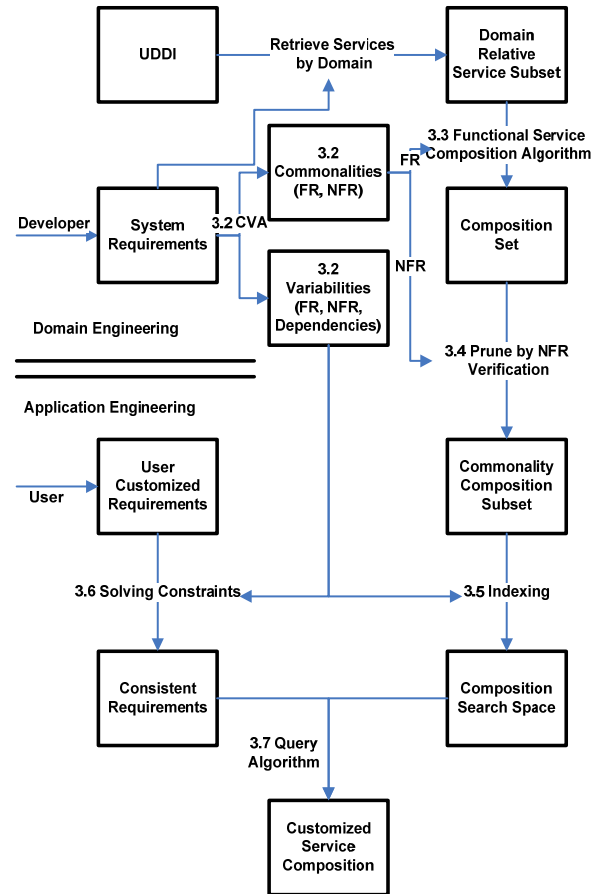 UDDI
Retrieve Services
by Domain
Domain
Relative
Service Subset
3.2
Commonalities
(FR, NFR)
FR
3.3 Functional Service
Composition Algorithm
Developer
System
Requirements
3.2 CVA
Composition
Set
3.2
Variabilities
(FR, NFR,
Dependencies)
NFR
Domain Engineering
3.4 Prune by NFR
Verification
Application Engineering
User
Customized
Requirements
User
Commonality
Composition
Subset
3.6 Solving Constraints
3.5 Indexing
Consistent
Requirements
Composition
Search Space
3.7 Query
Algorithm
Customized
Service
Composition